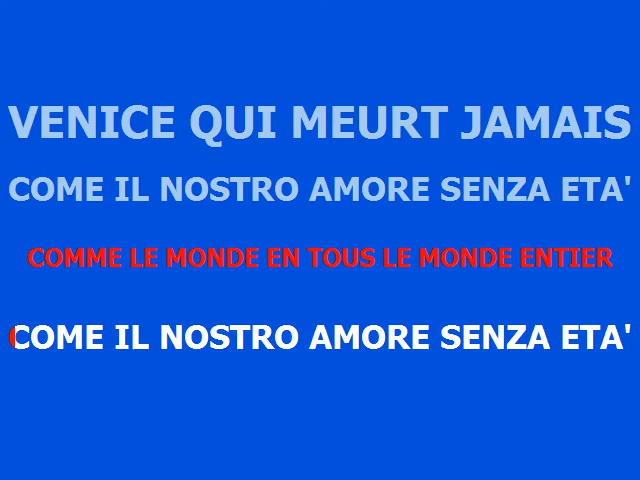 VENICE QUI MEURT JAMAIS
COME IL NOSTRO AMORE SENZA ETA'
COMME LE MONDE EN TOUS LE MONDE ENTIER
COME IL NOSTRO AMORE SENZA ETA'